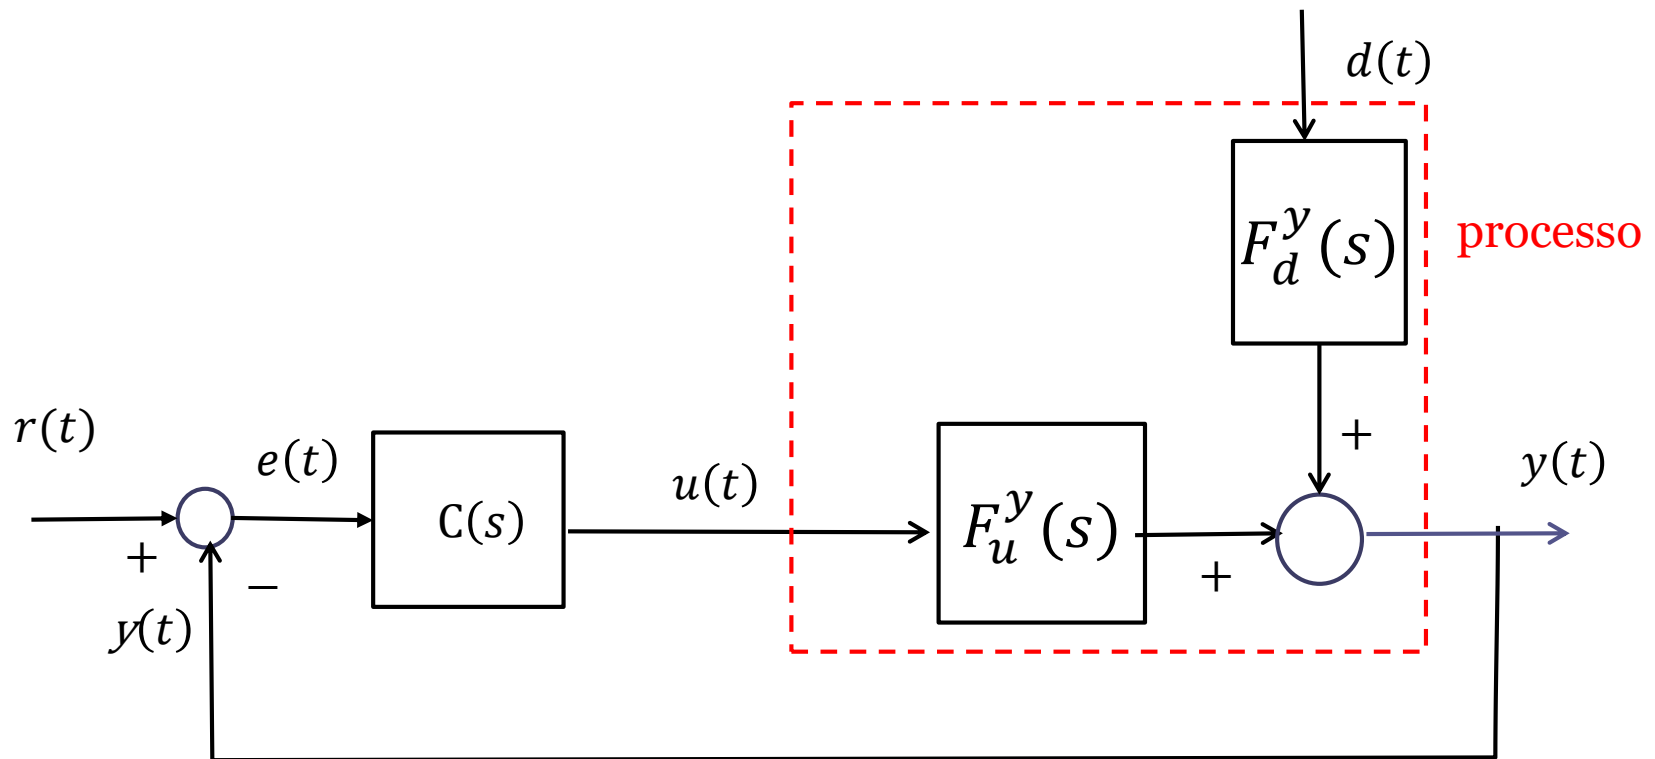 d(t)
F_d^y(s)
processo
r(t)
e(t)
C(s)
u(t)
F_u^y(s)
+
+
y(t)
+
−
y(t)